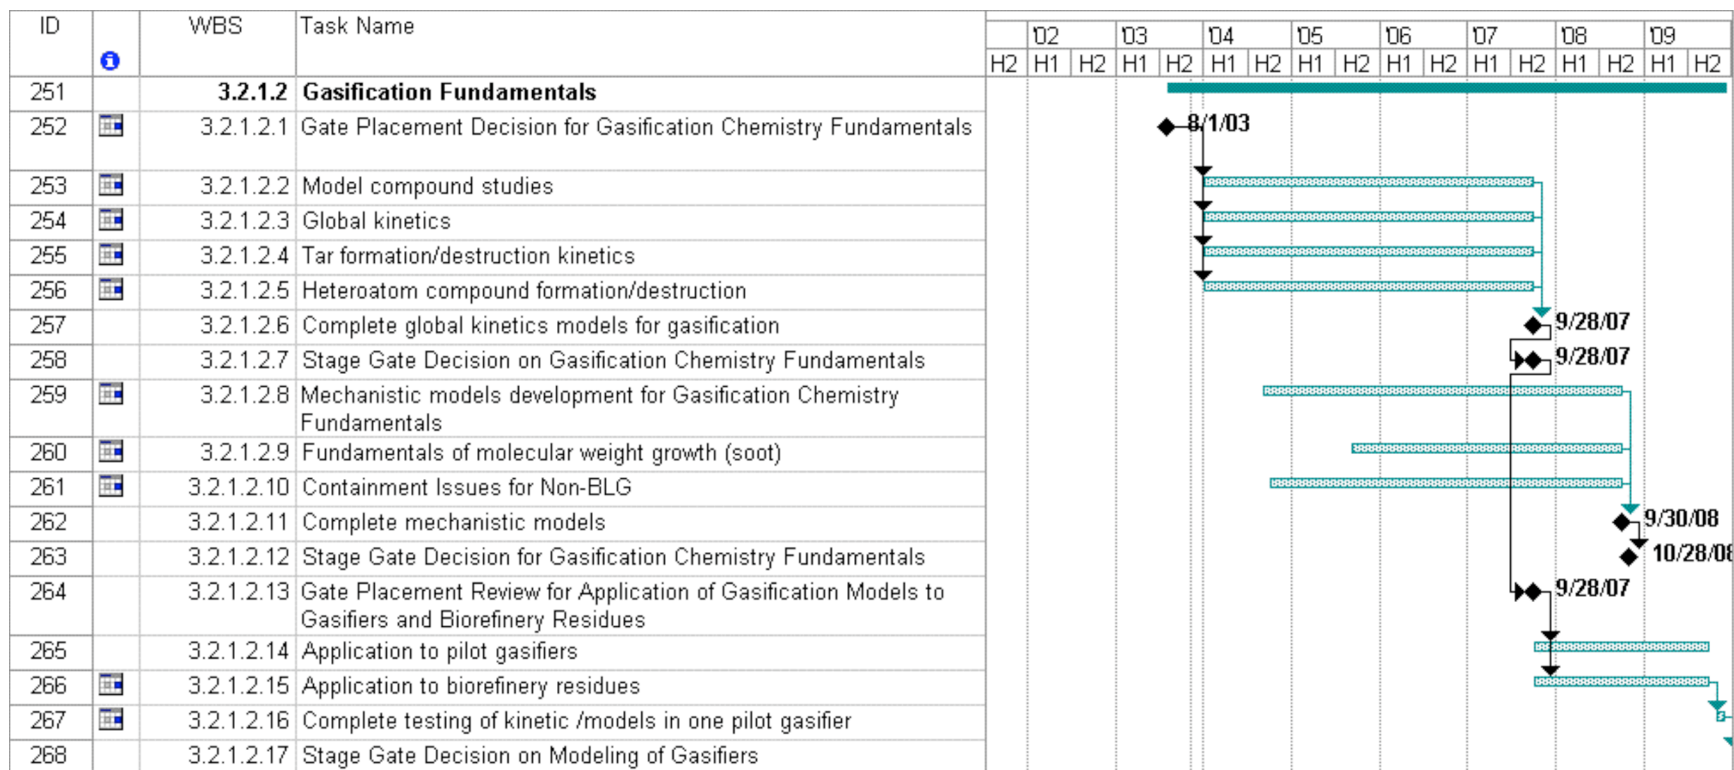 ID WBS Task Name
'02 '03 '04 '05 '06 '07 '08 '09
H2 H1 H2 H1 H2 H1 H2 H1 H2 H1 H2 H1 H2 H1 H2 H1 H2
251 3.2.1.2 Gasification Fundamentals
252 3.2.1.2.1 Gate Placement Decision for Gasification Chemistry Fundamentals 8/1/03
253 3.2.1.2.2 Model compound studies
254 3.2.1.2.3 Global kinetics
255 3.2.1.2.4 Tar formation/destruction kinetics
256 3.2.1.2.5 Heteroatom compound formation/destruction
257 3.2.1.2.6 Complete global kinetics models for gasification 9/28/07
258 3.2.1.2.7 Stage Gate Decision on Gasification Chemistry Fundamentals 9/28/07
259 3.2.1.2.8 Mechanistic models development for Gasification Chemistry
Fundamentals
260 3.2.1.2.9 Fundamentals of molecular weight growth (soot)
261 3.2.1.2.10 Containment Issues for Non-BLG
262 3.2.1.2.11 Complete mechanistic models 9/30/08
263 3.2.1.2.12 Stage Gate Decision for Gasification Chemistry Fundamentals 10/28/08
264 3.2.1.2.13 Gate Placement Review for Application of Gasification Models to 9/28/07
Gasifiers and Biorefinery Residues
265 3.2.1.2.14 Application to pilot gasifiers
266 3.2.1.2.15 Application to biorefinery residues
267 3.2.1.2.16 Complete testing of kinetic /models in one pilot gasifier
268 3.2.1.2.17 Stage Gate Decision on Modeling of Gasifiers